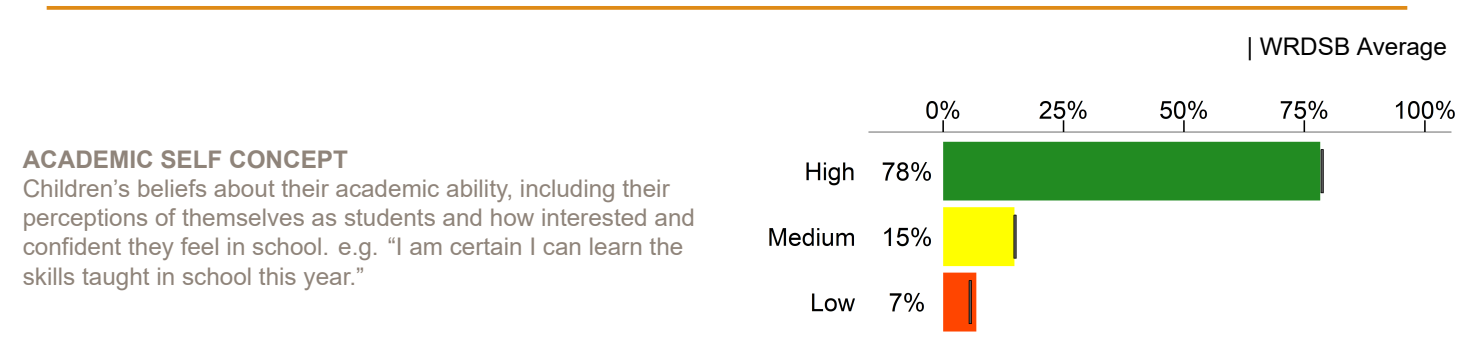 | WRDSB Average
0% 25% 50% 75% 100%
ACADEMIC SELF CONCEPT
Children’s beliefs about their academic ability, including their
perceptions of themselves as students and how interested and
confident they feel in school. e.g. “I am certain I can learn the
skills taught in school this year.”
High 78%
Medium 15%
Low 7%